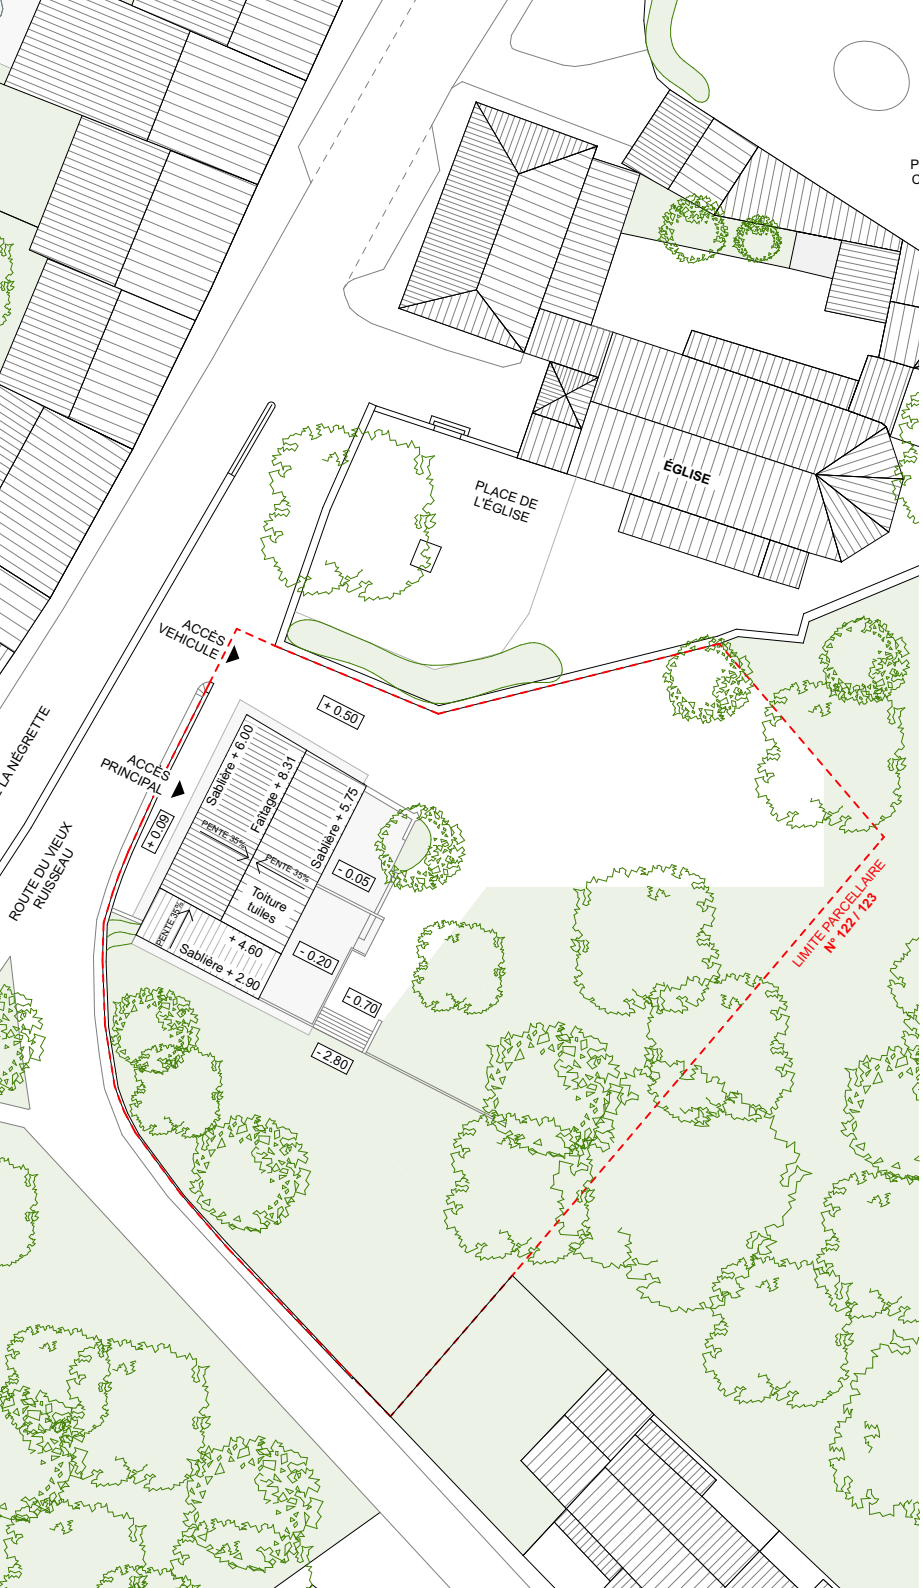 P
C
ÉGLISE
PLACE DE
L'ÉGLISE
ACCÈS
VEHICULE
+ 0.50
LA NÉGRETTE
ACCÈS
PRINCIPAL
Sablière + 6.00
Faîtage + 8.31
Sablière + 5.75
+ 0.09
PENTE 35%
PENTE 35%
- 0.05
ROUTE DU VIEUX
RUISSEAU
Toiture
tuiles
PENTE 35%
+ 4.60
Sablière + 2.90
- 0.20
- 0.70
- 2.80
LIMITE PARCELLAIRE
N° 122 / 123